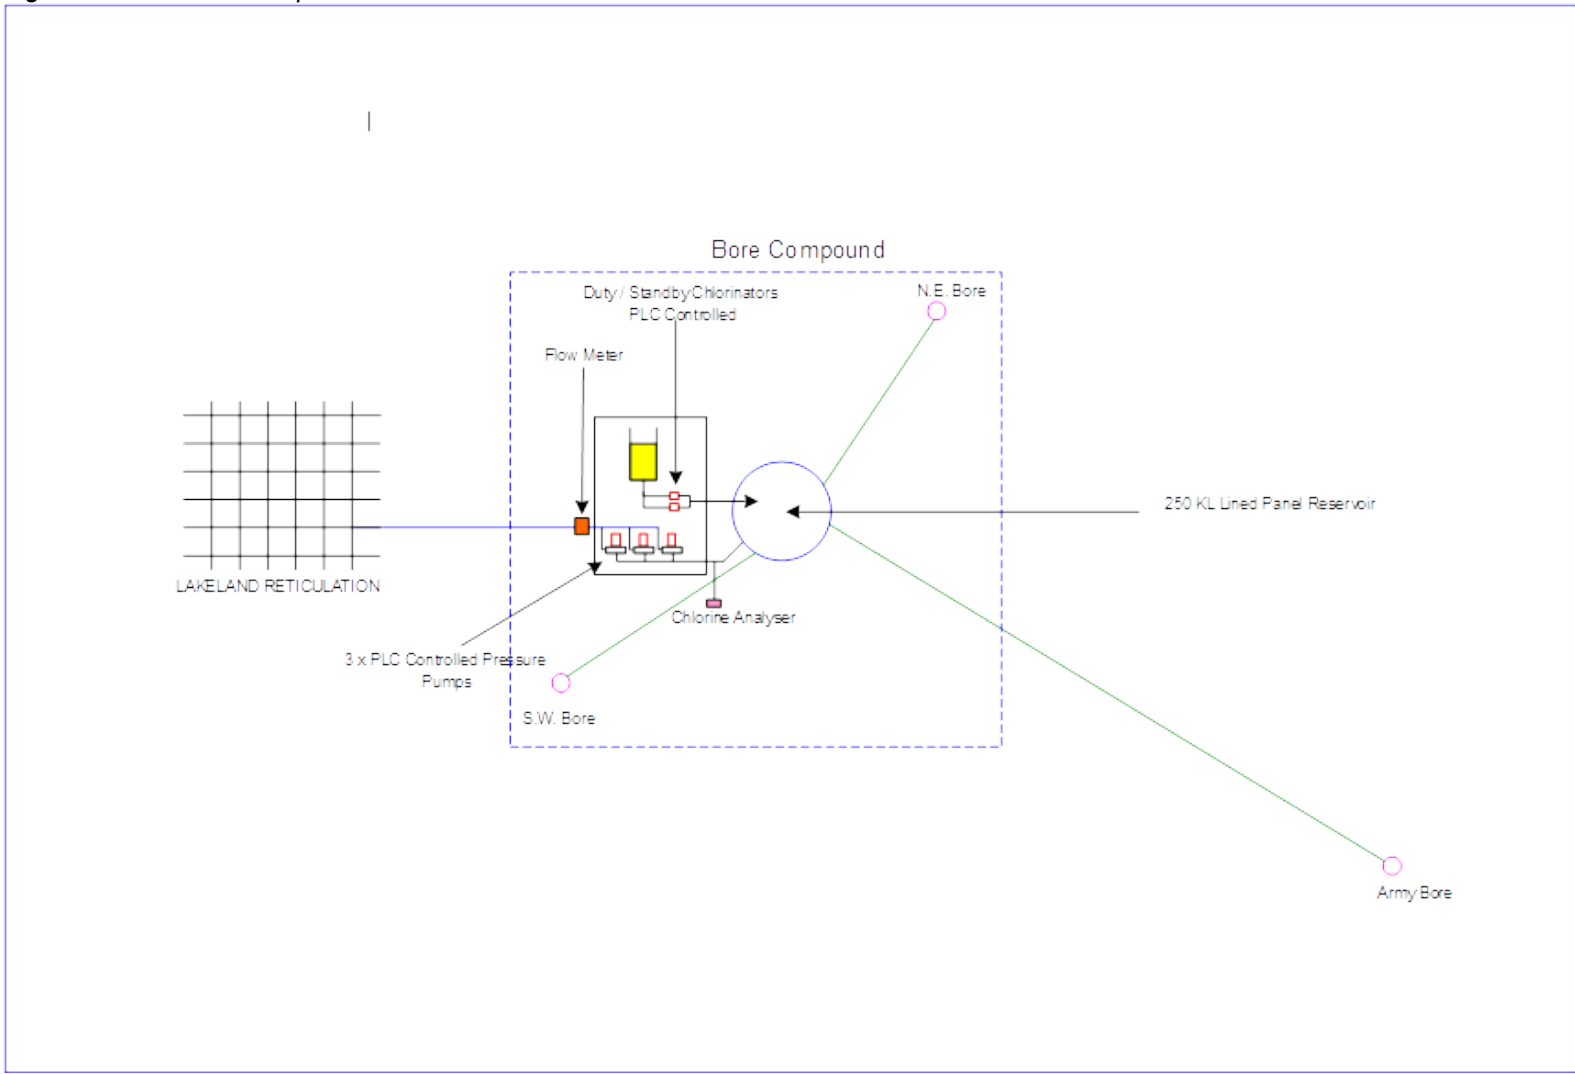 Bore Compound
Duty / Standby Chlorinators
PLC Controlled
N.E. Bore
Flow Meter
250 KL Lined Panel Reservoir
LAKELAND RETICULATION
Chlorine Analyser
3 x PLC Controlled Pressure
Pumps
S.W. Bore
Army Bore